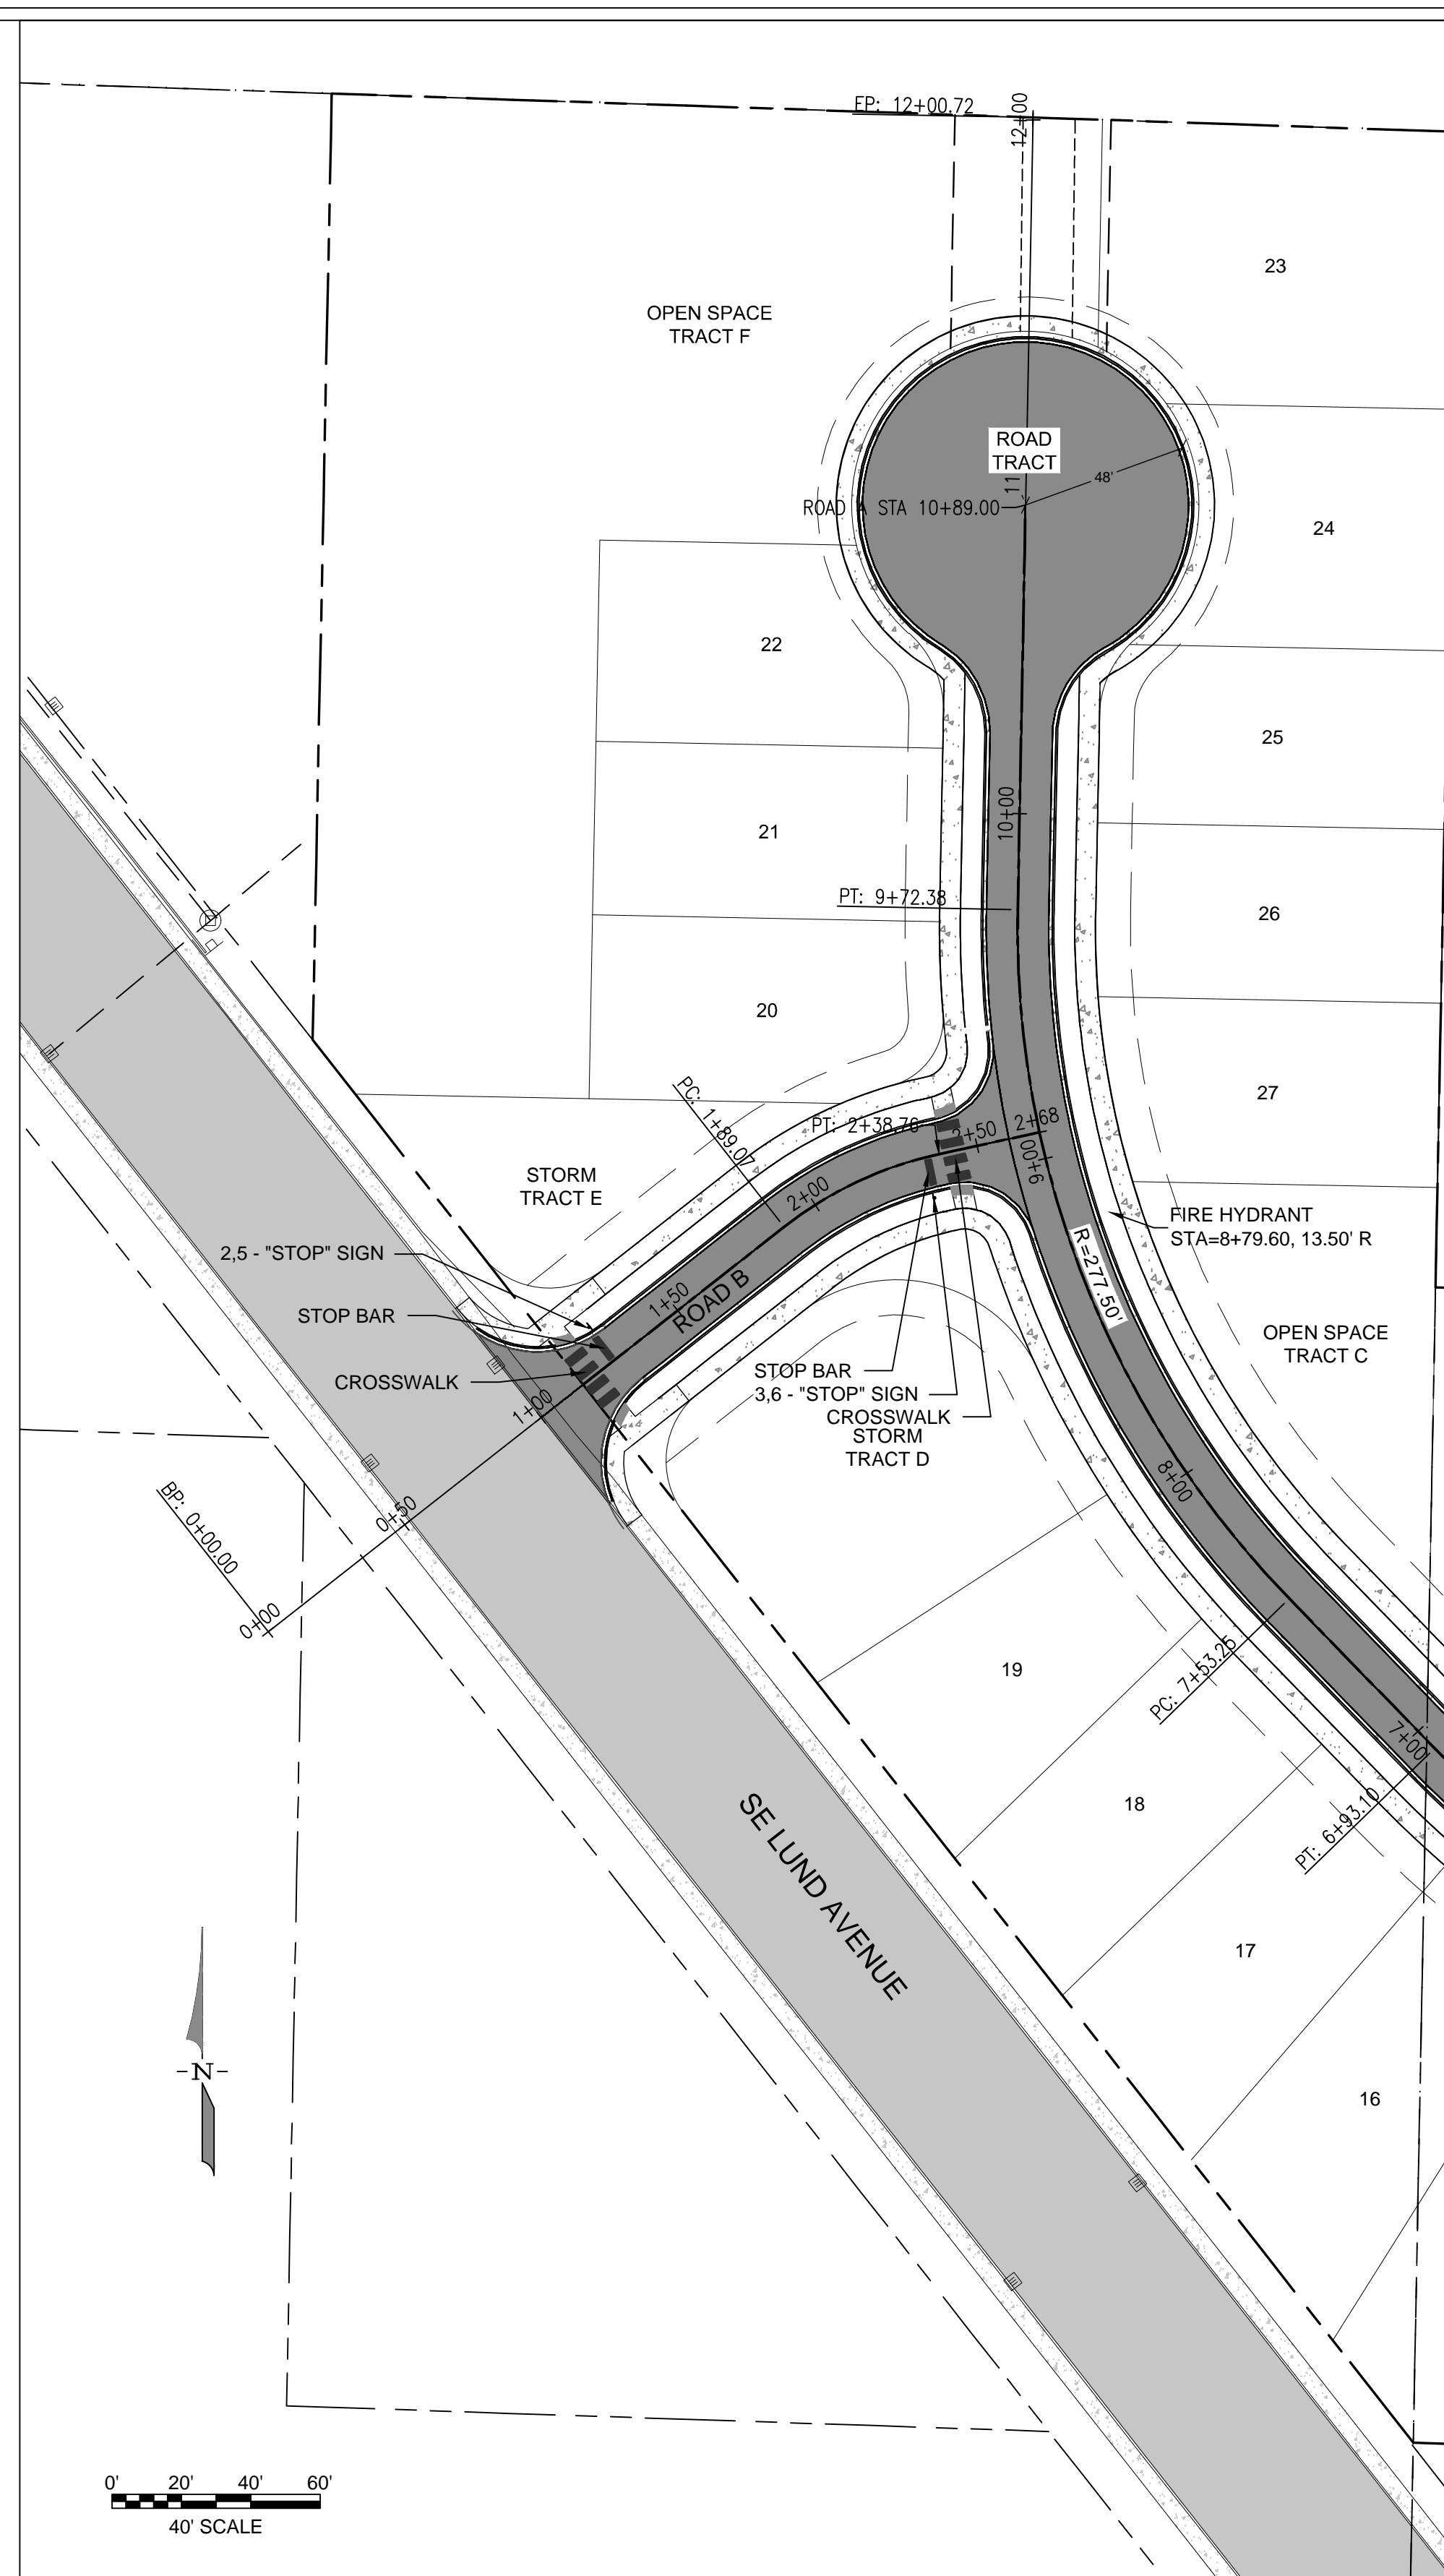 EP: 12+00.72
12+00
23
OPEN SPACE
TRACT F
ROAD
TRACT
48'
11
ROAD A STA 10+89.00
24
22
25
10+00
21
PT: 9+72.38
26
20
27
PC: 1+89.07
PT: 2+38.76
2+50
2+68
9+00
STORM
TRACT E
2+00
FIRE HYDRANT
STA=8+79.60, 13.50' R
2,5 - "STOP" SIGN
R=277.50'
1+50
ROAD B
STOP BAR
OPEN SPACE
TRACT C
CROSSWALK
STOP BAR
3,6 - "STOP" SIGN
CROSSWALK
1+00
STORM
TRACT D
8+00
0+50
BP: 0+00.00
0+00
19
PC: 7+53.25
7+00
18
PT: 6+93.10
SE LUND AVENUE
17
-N-
16
0' 20' 40' 60'
40' SCALE